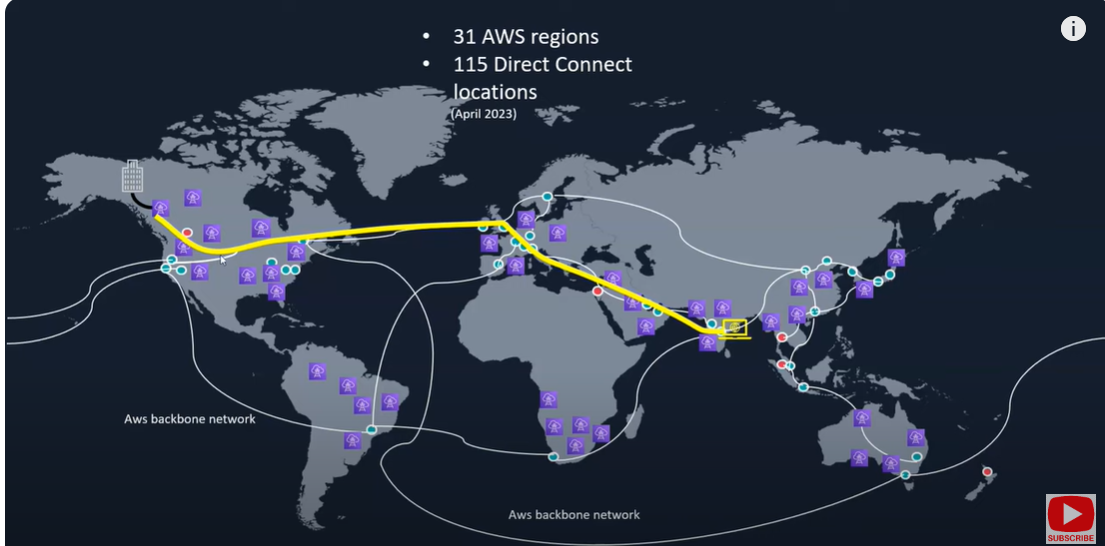 31 AWS regions
115 Direct Connect
locations
(April 2023)
Aws backbone network
Aws backbone network
SUBSCRIBE